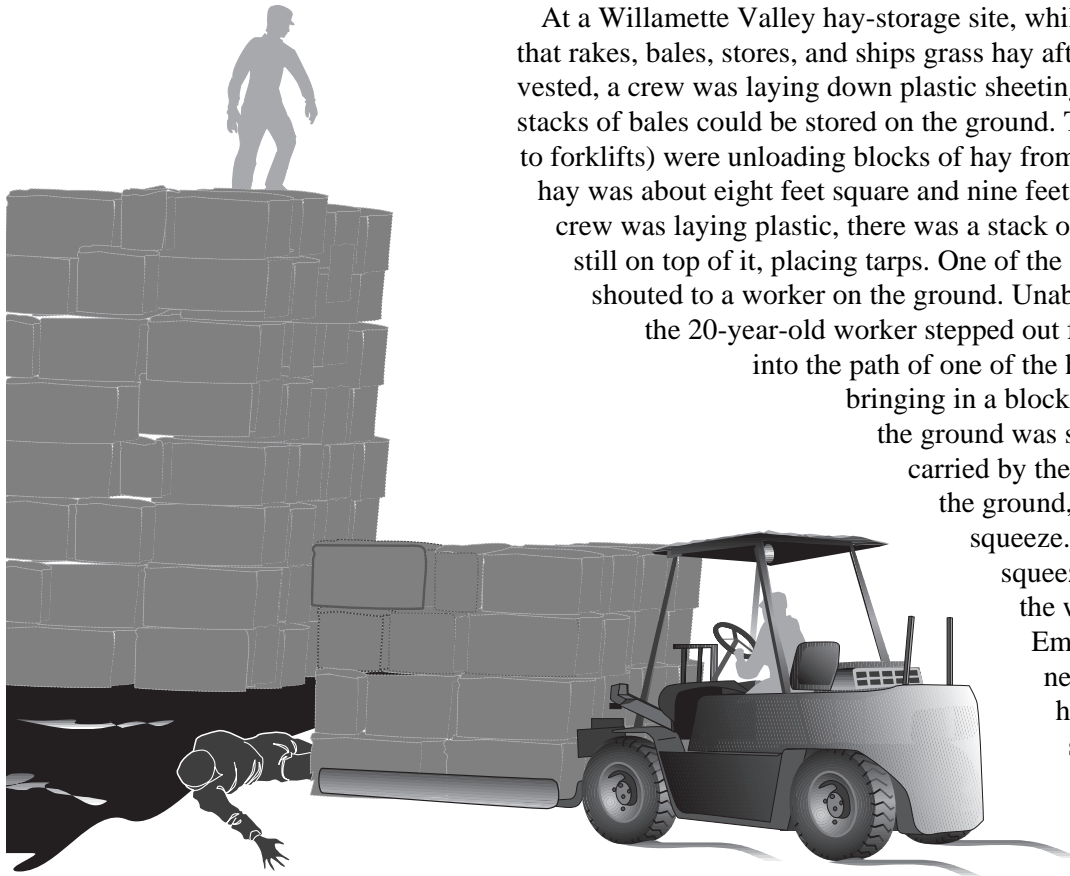 At a Willamette Valley hay-storage site, whil
that rakes, bales, stores, and ships grass hay aft
vested, a crew was laying down plastic sheeting
stacks of bales could be stored on the ground. T
to forklifts) were unloading blocks of hay from
hay was about eight feet square and nine feet
crew was laying plastic, there was a stack o
still on top of it, placing tarps. One of the
shouted to a worker on the ground. Unab
the 20-year-old worker stepped out
into the path of one of the
bringing in a block
the ground was s
carried by the
the ground,
squeeze.
squeez
the
Em
ne
h